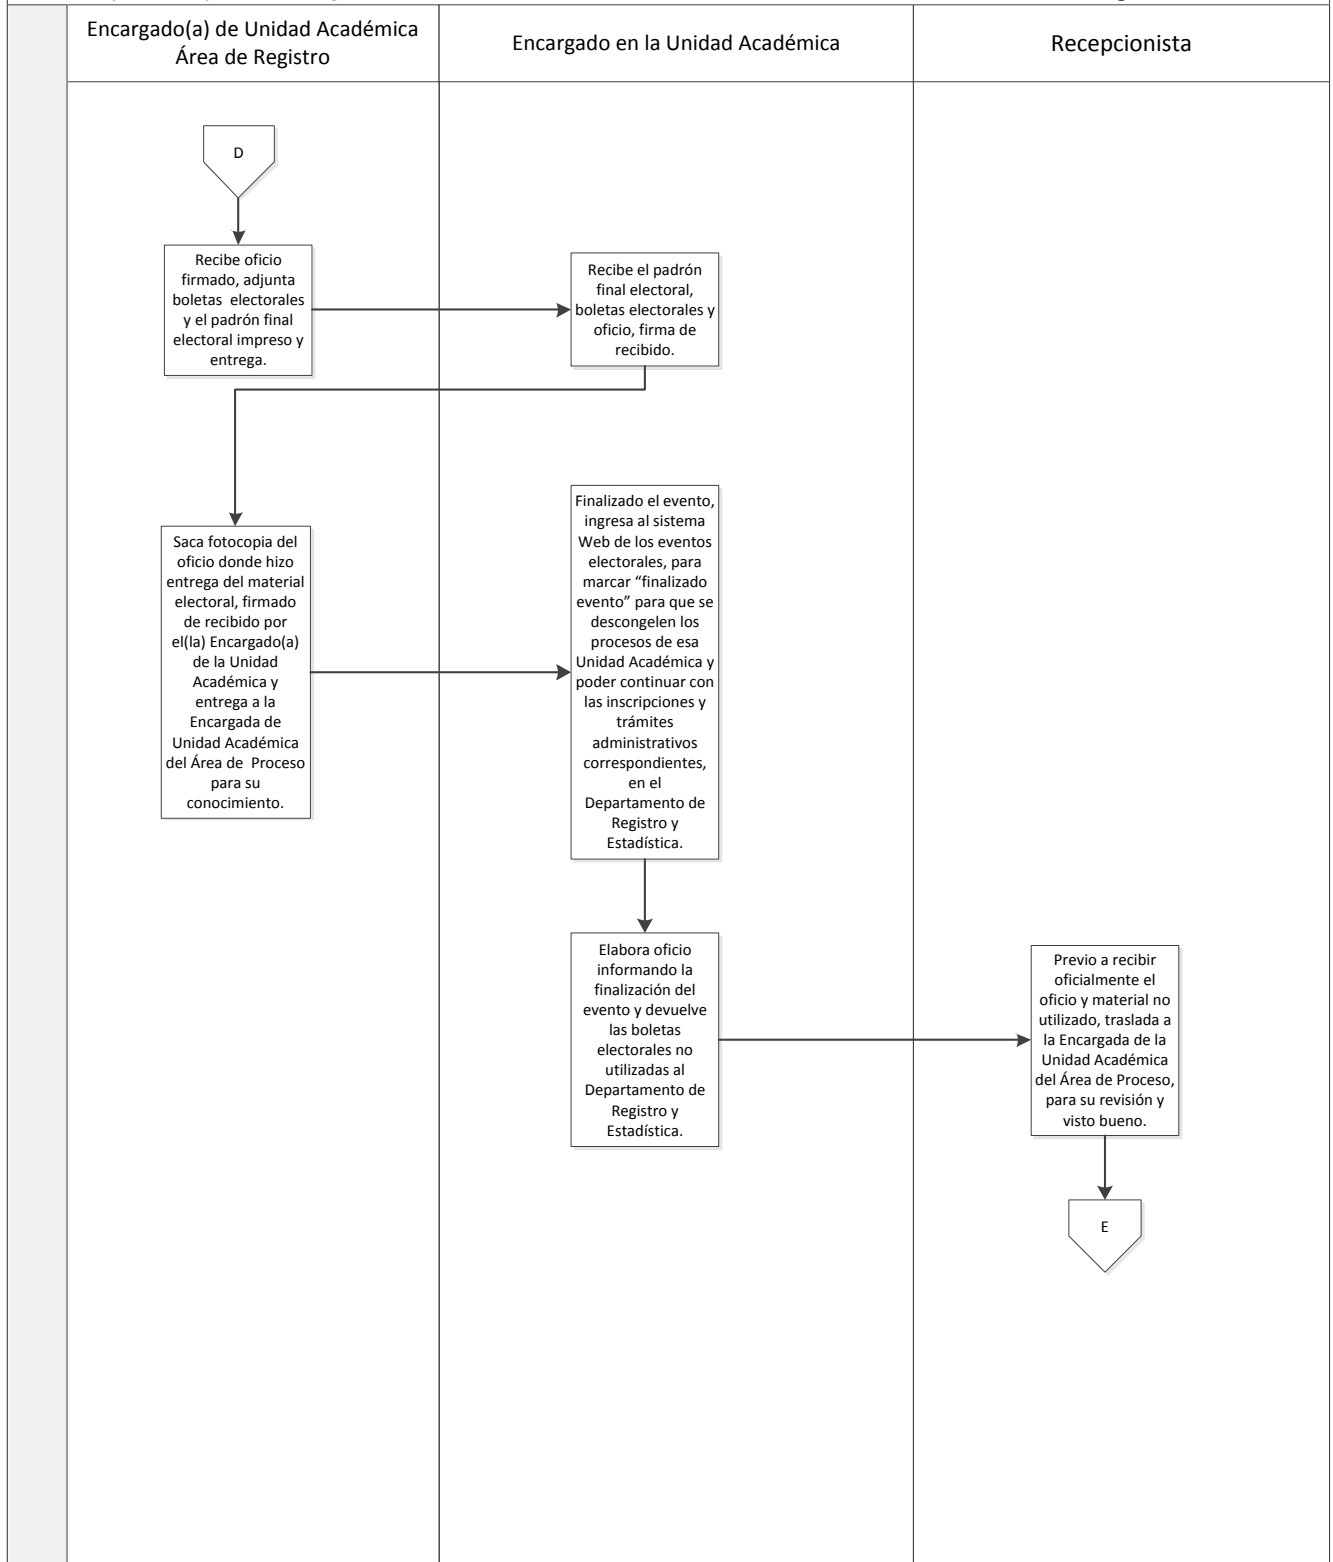 Encargado(a) de Unidad Académica
Área de Registro
Encargado en la Unidad Académica
Recepcionista
D
Recibe oficio
firmado, adjunta
boletas electorales
y el padrón final
electoral impreso y
entrega.
Recibe el padrón
final electoral,
boletas electorales y
oficio, firma de
recibido.
Saca fotocopia del
oficio donde hizo
entrega del material
electoral, firmado
de recibido por
el(la) Encargado(a)
de la Unidad
Académica y
entrega a la
Encargada de
Unidad Académica
del Área de Proceso
para su
conocimiento.
Finalizado el evento,
ingresa al sistema
Web de los eventos
electorales, para
marcar “finalizado
evento” para que se
descongelen los
procesos de esa
Unidad Académica y
poder continuar con
las inscripciones y
trámites
administrativos
correspondientes,
en el
Departamento de
Registro y
Estadística.
Elabora oficio
informando la
finalización del
evento y devuelve
las boletas
electorales no
utilizadas al
Departamento de
Registro y
Estadística.
Previo a recibir
oficialmente el
oficio y material no
utilizado, traslada a
la Encargada de la
Unidad Académica
del Área de Proceso,
para su revisión y
visto bueno.
E